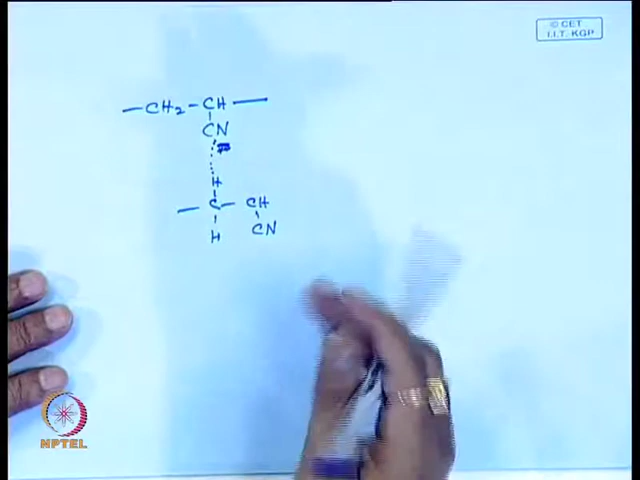 © CET
I.I.T. KGP
— CH₂ – CH —
CN
H
— C – CH
H CN
NPTEL